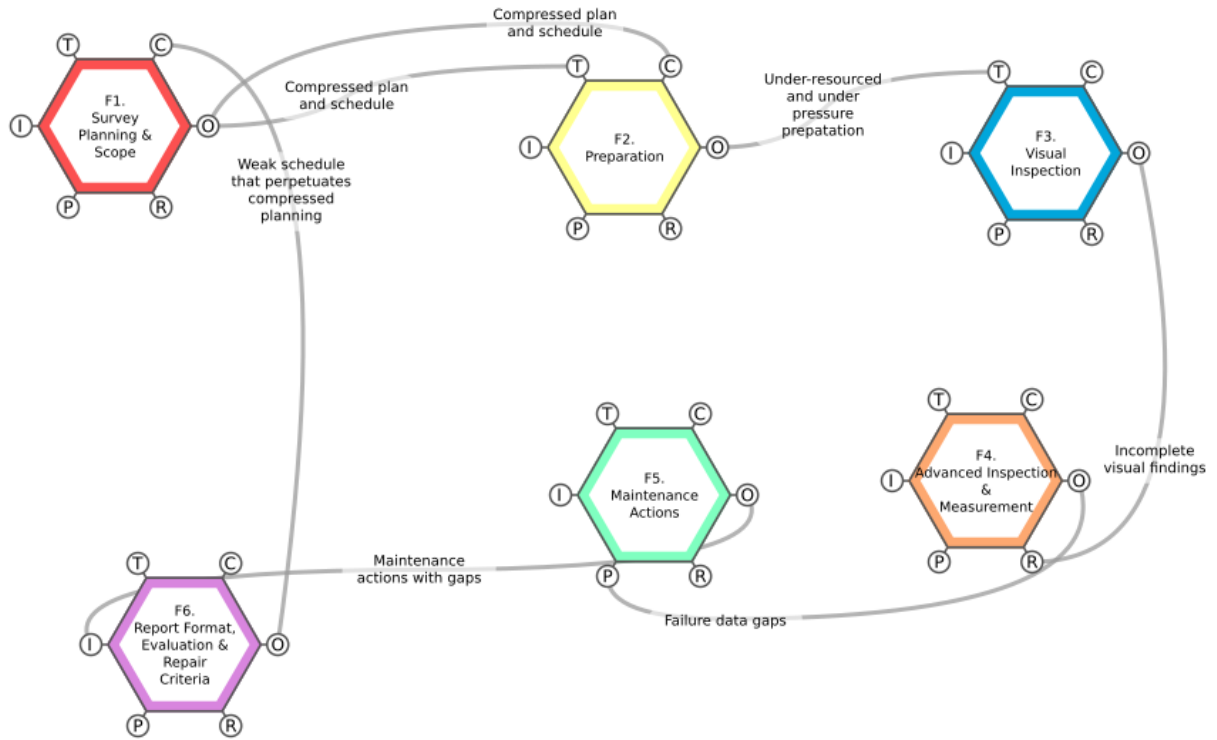 Compressed plan
and schedule
T
C
F1.
Survey
Planning &
Scope
I
O
P
R
Compressed plan
and schedule
T
C
F2.
Preparation
I
O
P
R
Under-resourced
and under
pressure
prepatation
T
C
F3.
Visual
Inspection
I
O
P
R
Weak schedule
that perpetuates
compressed
planning
T
C
F5.
Maintenance
Actions
I
O
P
R
T
C
F4.
Advanced Inspection
&
Measurement
I
O
P
R
Incomplete
visual findings
Maintenance
actions with gaps
Failure data gaps
T
C
F6.
Report Format,
Evaluation &
Repair
Criteria
I
O
P
R